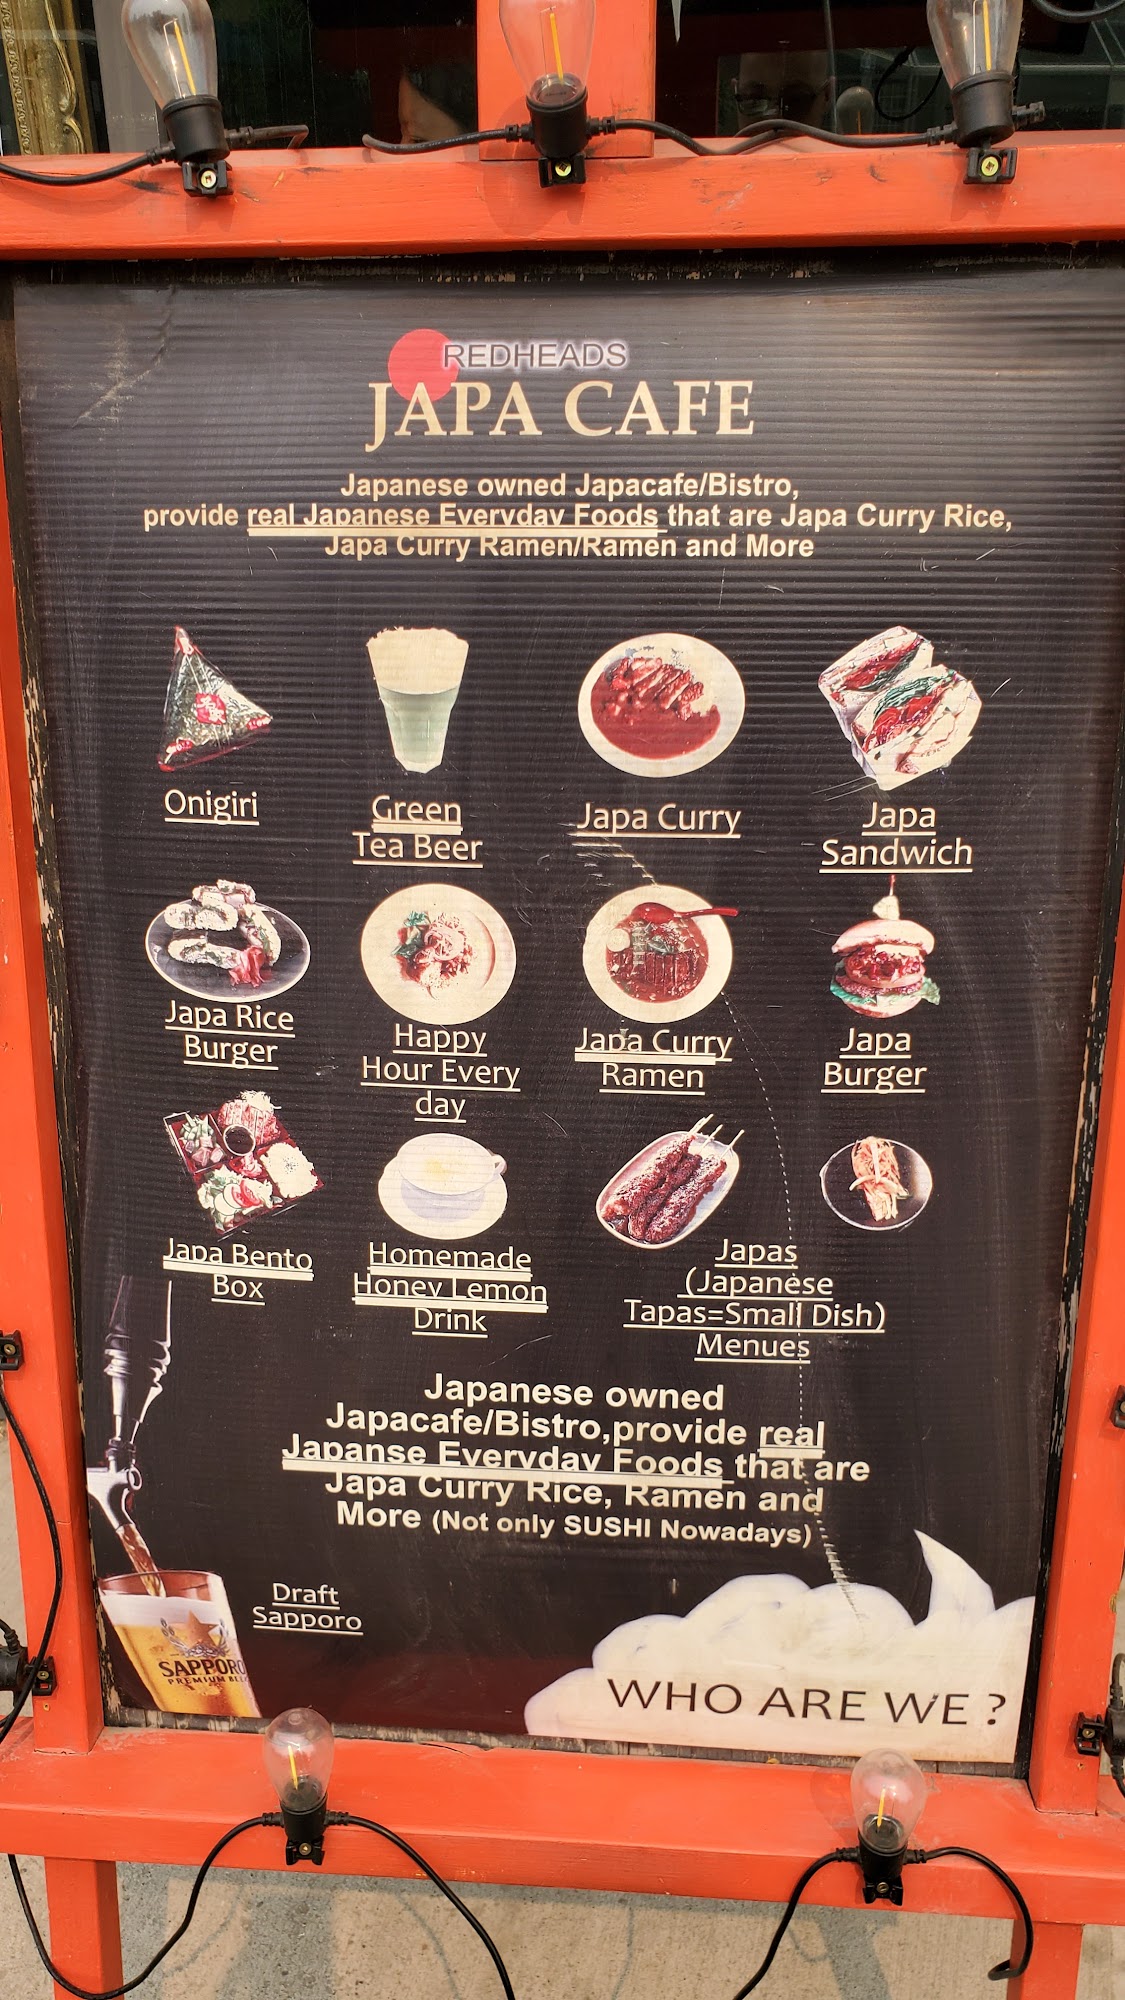 REDHEADS
JAPA CAFE
Japanese owned Japacafe/Bistro,
provide real Japanese Everyday Foods that are Japa Curry Rice,
Japa Curry Ramen/Ramen and More
Onigiri
Green
Tea Beer
Japa Curry
Japa
Sandwich
Japa Rice
Burger
Happy
Hour Every
day
Japa Curry
Ramen
Japa
Burger
Japa Bento
Box
Homemade
Honey Lemon
Drink
Japas
(Japanese
Tapas=Small Dish)
Menues
Japanese owned
Japacafe/Bistro,provide real
Japanse Everyday Foods that are
Japa Curry Rice, Ramen and
More (Not only SUSHI Nowadays)
Draft
Sapporo
SAPPORO
PREMIUM BEER
WHO ARE WE ?